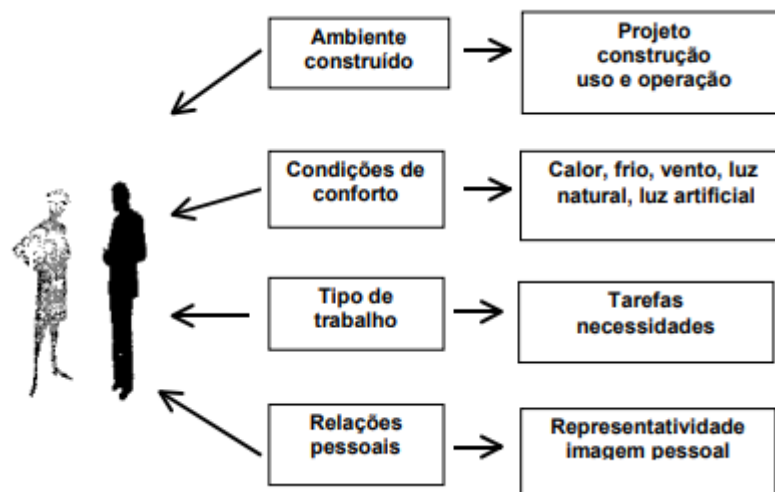 Ambiente
construído
Projeto
construção
uso e operação
Condições de
conforto
Calor, frio, vento, luz
natural, luz artificial
Tipo de
trabalho
Tarefas
necessidades
Relações
pessoais
Representatividade
imagem pessoal